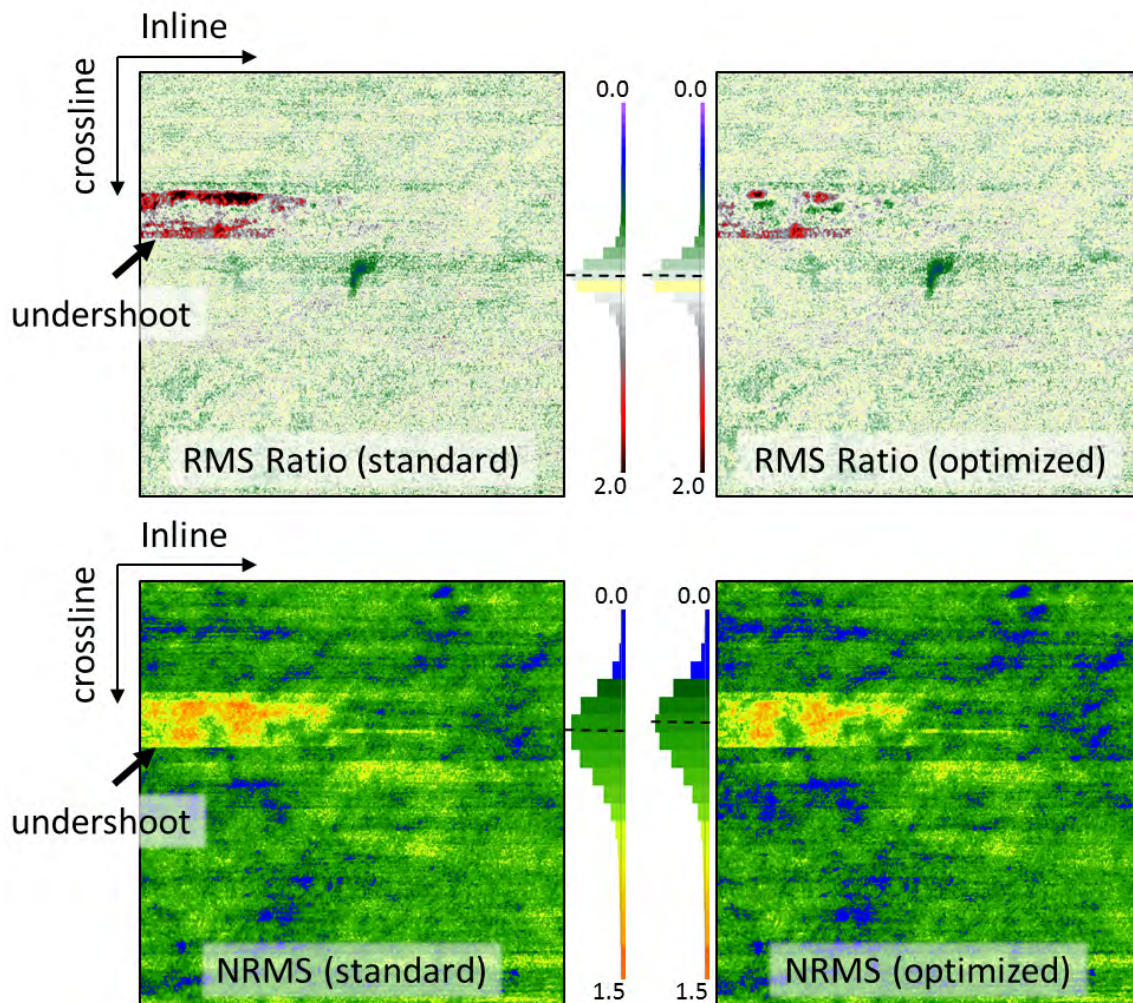 Inline
crossline
0.0
0.0
undershoot
RMS Ratio (standard)
2.0
2.0
RMS Ratio (optimized)
Inline
crossline
0.0
0.0
undershoot
NRMS (standard)
1.5
1.5
NRMS (optimized)